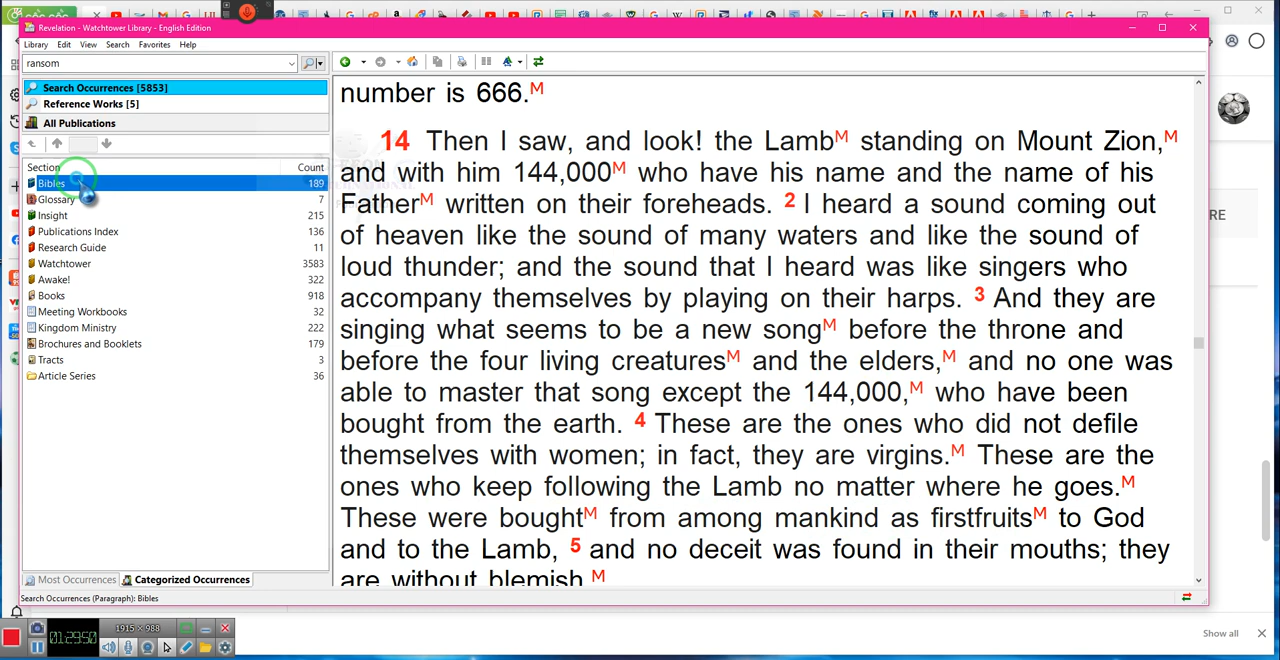 Revelation - Watchtower Library - English Edition
Library Edit View Search Favorites Help
ransom
Search Occurrences [5853]
Reference Works [5]
All Publications
Section Count
Bibles 189
Glossary 7
Insight 215
Publications Index 136
Research Guide 11
Watchtower 3583
Awake! 322
Books 918
Meeting Workbooks 32
Kingdom Ministry 222
Brochures and Booklets 179
Tracts 3
Article Series 36
Most Occurrences Categorized Occurrences
Search Occurrences (Paragraph): Bibles
number is 666.M
14 Then I saw, and look! the LambM standing on Mount Zion,M
and with him 144,000M who have his name and the name of his
FatherM written on their foreheads. 2 I heard a sound coming out
of heaven like the sound of many waters and like the sound of
loud thunder; and the sound that I heard was like singers who
accompany themselves by playing on their harps. 3 And they are
singing what seems to be a new songM before the throne and
before the four living creaturesM and the elders,M and no one was
able to master that song except the 144,000,M who have been
bought from the earth. 4 These are the ones who did not defile
themselves with women; in fact, they are virgins.M These are the
ones who keep following the Lamb no matter where he goes.M
These were boughtM from among mankind as firstfruitsM to God
and to the Lamb, 5 and no deceit was found in their mouths; they
are without blemish.M
RE
01:29:50
1915 × 988
Show all